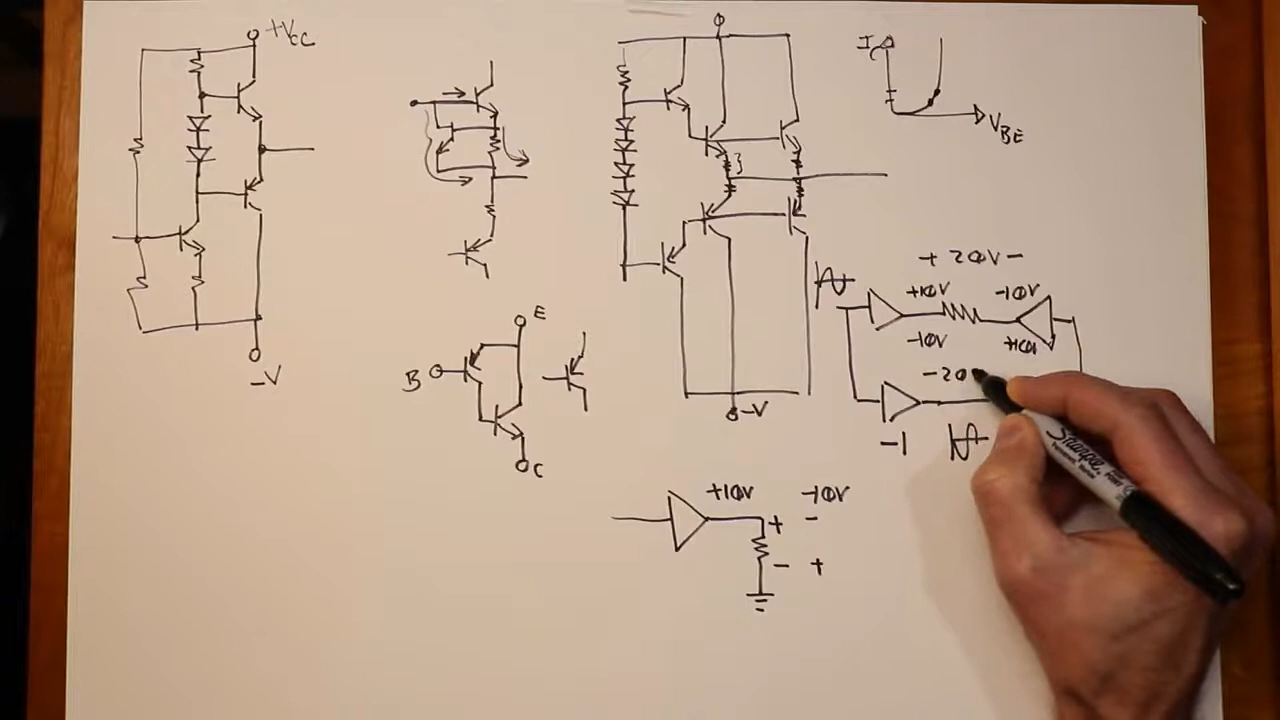 +Vcc
-V
B
E
C
-V
Ic
VBE
+ 20V -
+10V
-10V
-10V
+10V
-20
-1
+10V
-10V
+ -
- +
Sharpie